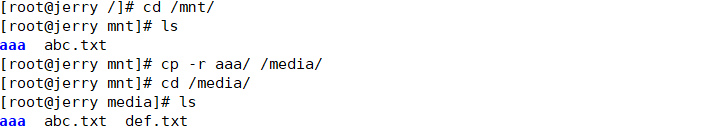 [root@jerry /]# cd /mnt/
[root@jerry mnt]# ls
aaa  abc.txt
[root@jerry mnt]# cp -r aaa/ /media/
[root@jerry mnt]# cd /media/
[root@jerry media]# ls
aaa  abc.txt  def.txt